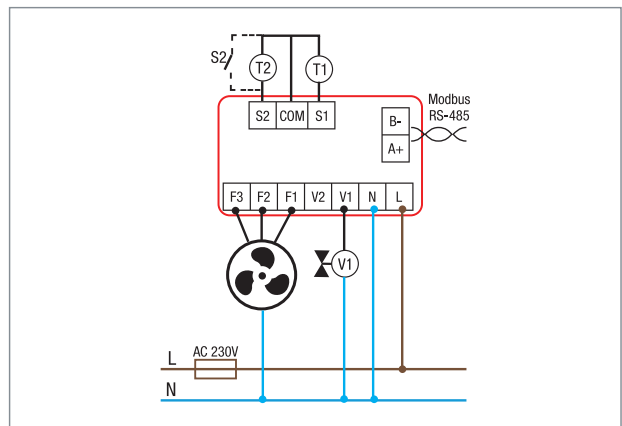 S2
T2
T1
S2 COM S1
B-
A+
Modbus
RS-485
F3 F2 F1 V2 V1 N L
V1
L
AC 230V
N